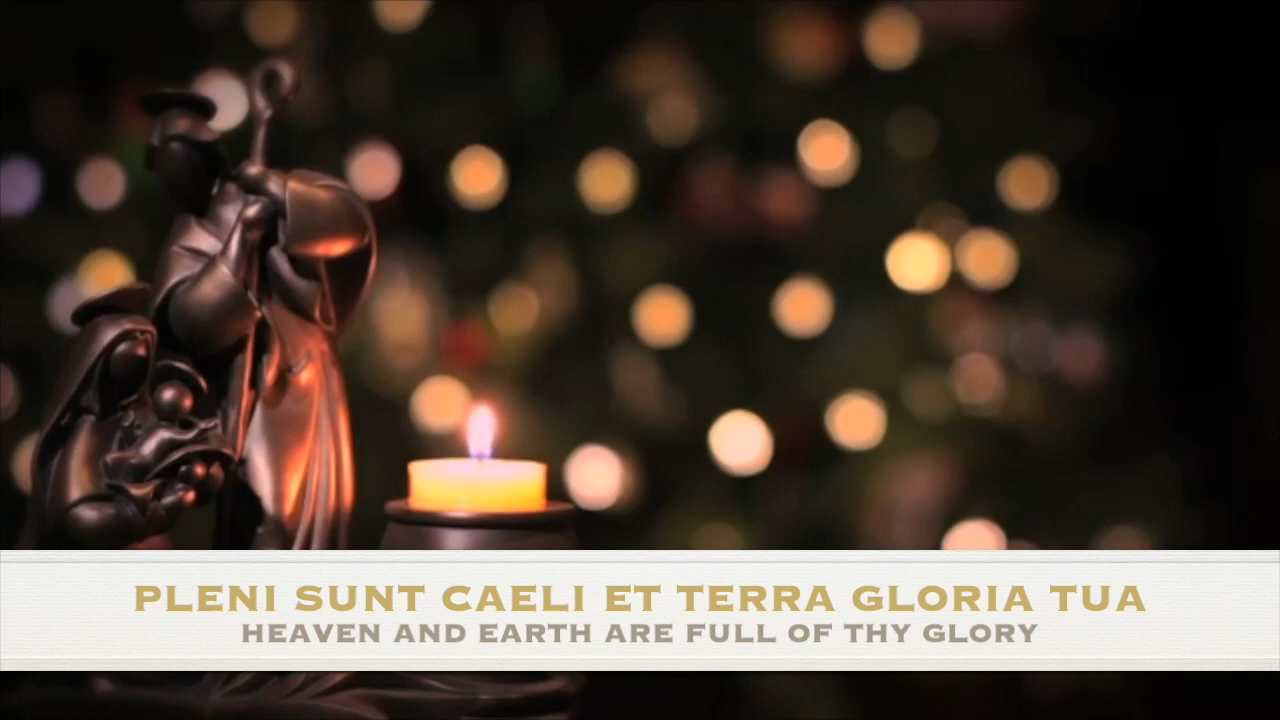 PLENI SUNT CAELI ET TERRA GLORIA TUA
HEAVEN AND EARTH ARE FULL OF THY GLORY